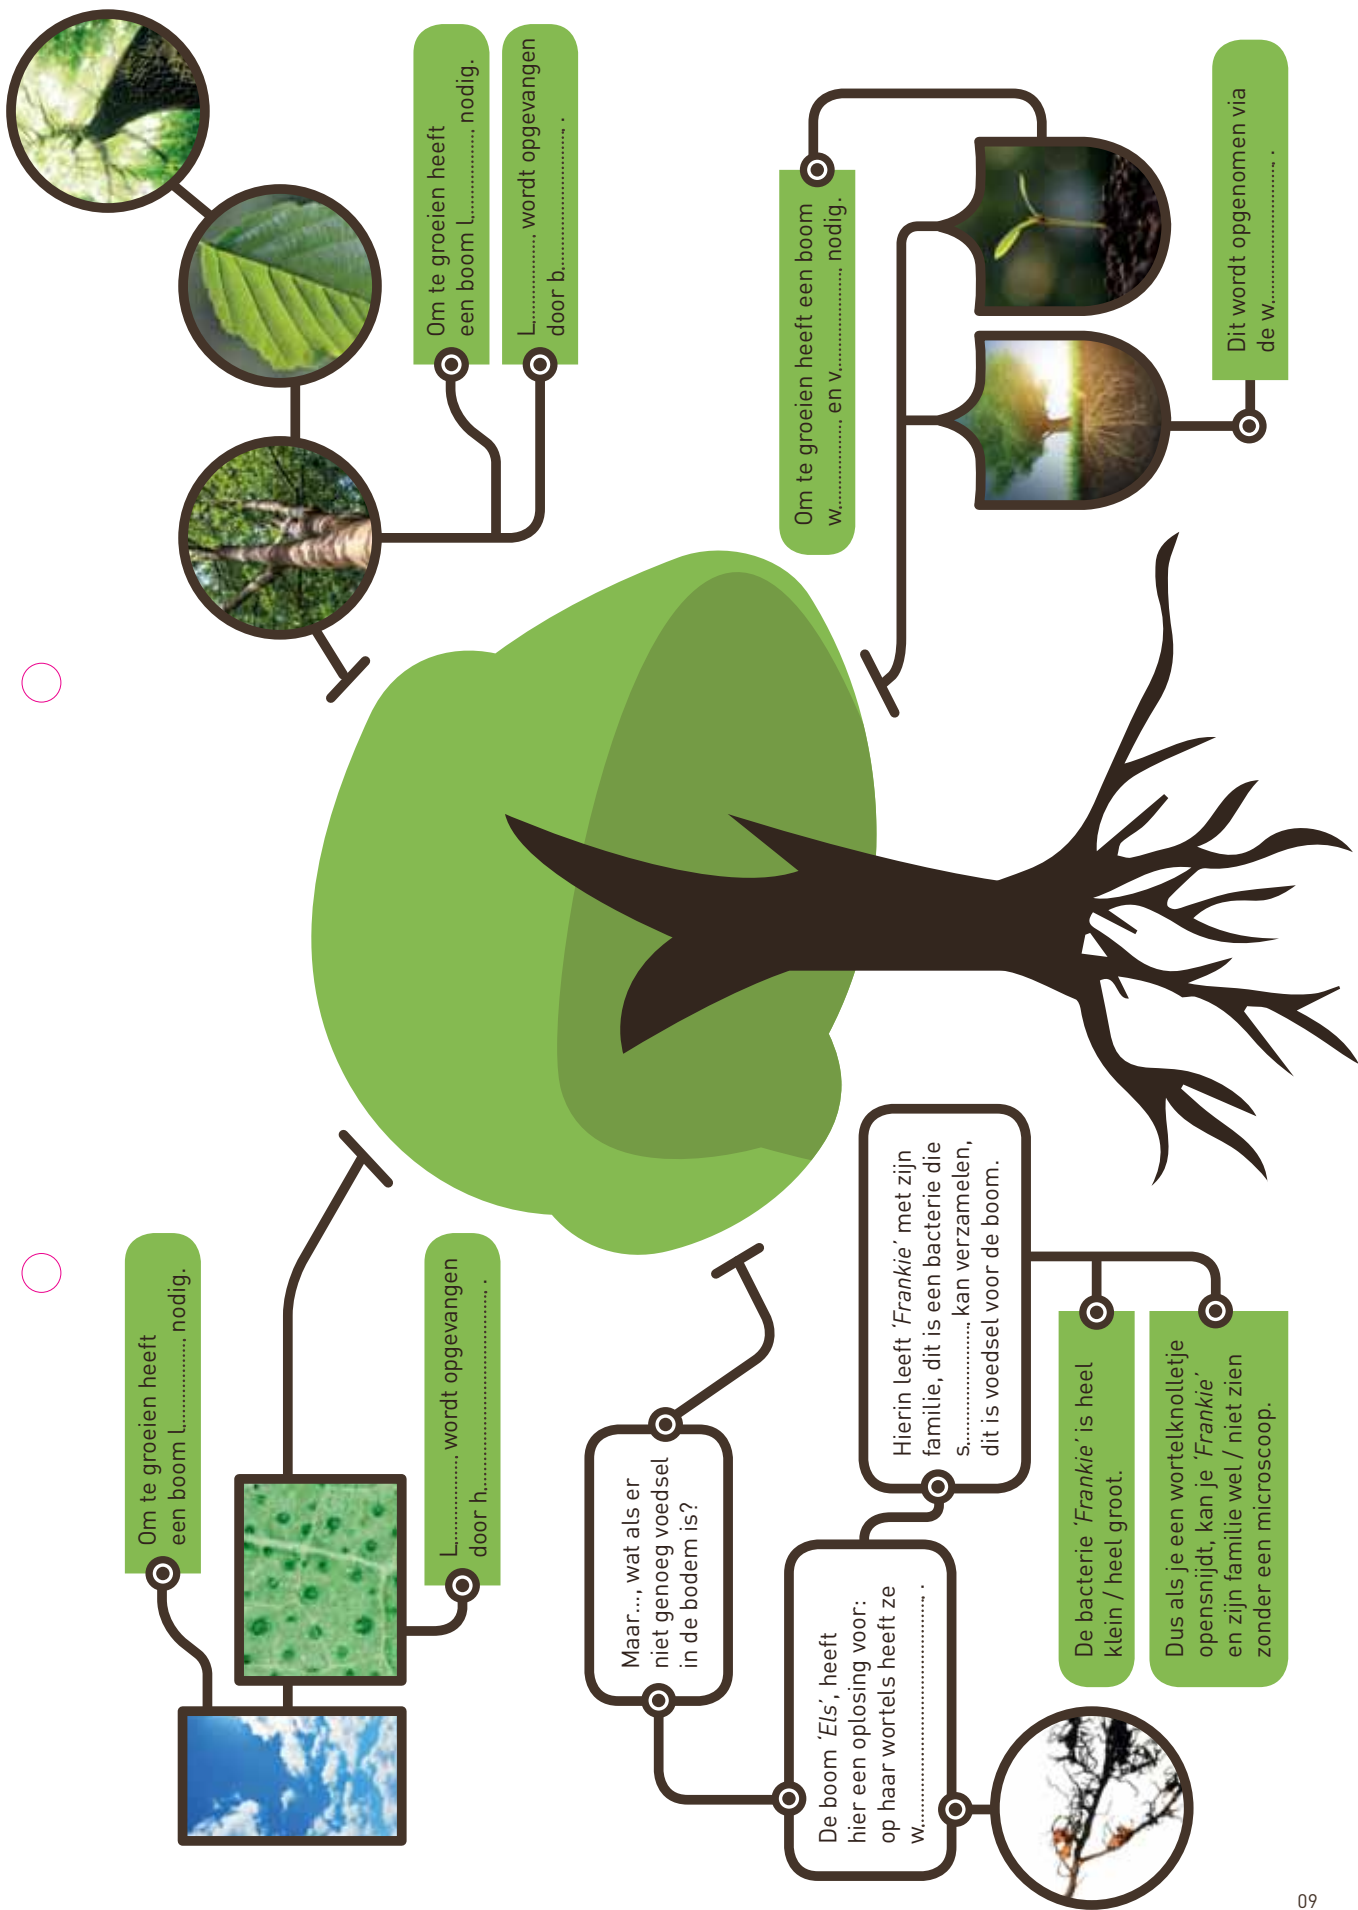 Om te groeien heeft
een boom L............. nodig.
L............. wordt opgevangen
door h........................ .
Om te groeien heeft
een boom l............. nodig.
L............. wordt opgevangen
door b........................ .
Maar..., wat als er
niet genoeg voedsel
in de bodem is?
De boom ‘Els’, heeft
hier een oplosing voor:
op haar wortels heeft ze
w.................................................. .
Hierin leeft ‘Frankie’ met zijn
familie, dit is een bacterie die
s................. kan verzamelen,
dit is voedsel voor de boom.
De bacterie ‘Frankie’ is heel
klein / heel groot.
Dus als je een wortelknolletje
opensnijdt, kan je ‘Frankie’
en zijn familie wel / niet zien
zonder een microscoop.
Om te groeien heeft een boom
w............. en v............... nodig.
Dit wordt opgenomen via
de w..................... .
09